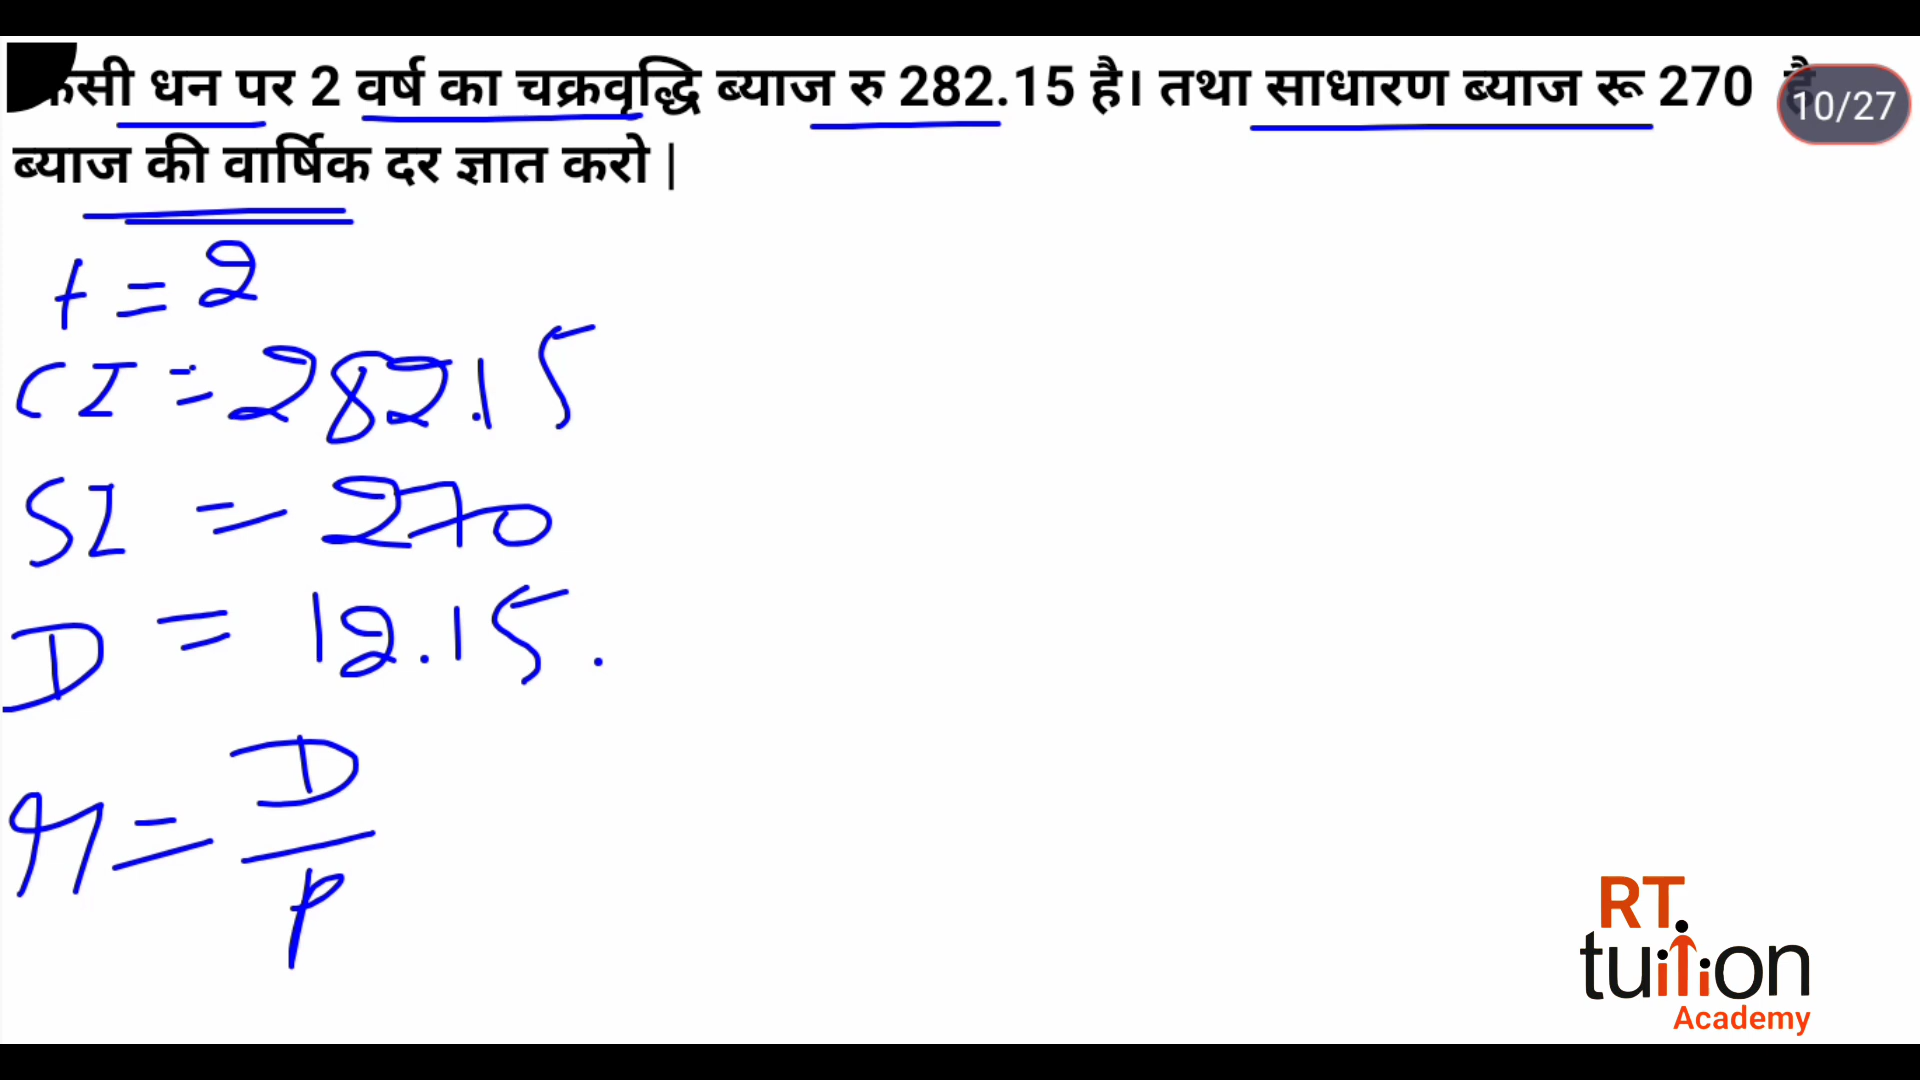 किसी धन पर 2 वर्ष का चक्रवृद्धि ब्याज रु 282.15 है। तथा साधारण ब्याज रू 270 है
10/27
ब्याज की वार्षिक दर ज्ञात करो |
t = 2
CI = 282.15
SI = 270
D = 12.15.
r = D
P
RT
tuition
Academy